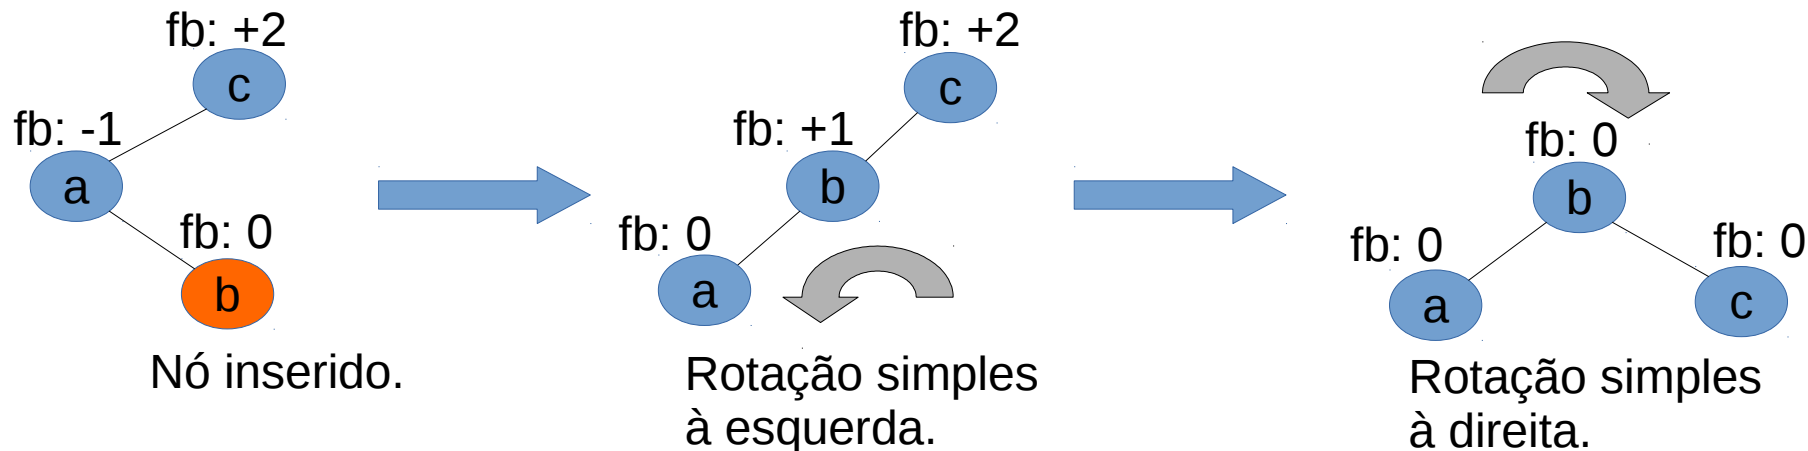 fb: +2
c
fb: -1
a
fb: 0
b
Nó inserido.
fb: +2
c
fb: +1
b
fb: 0
a
Rotação simples
à esquerda.
fb: 0
b
fb: 0
a
fb: 0
c
Rotação simples
à direita.